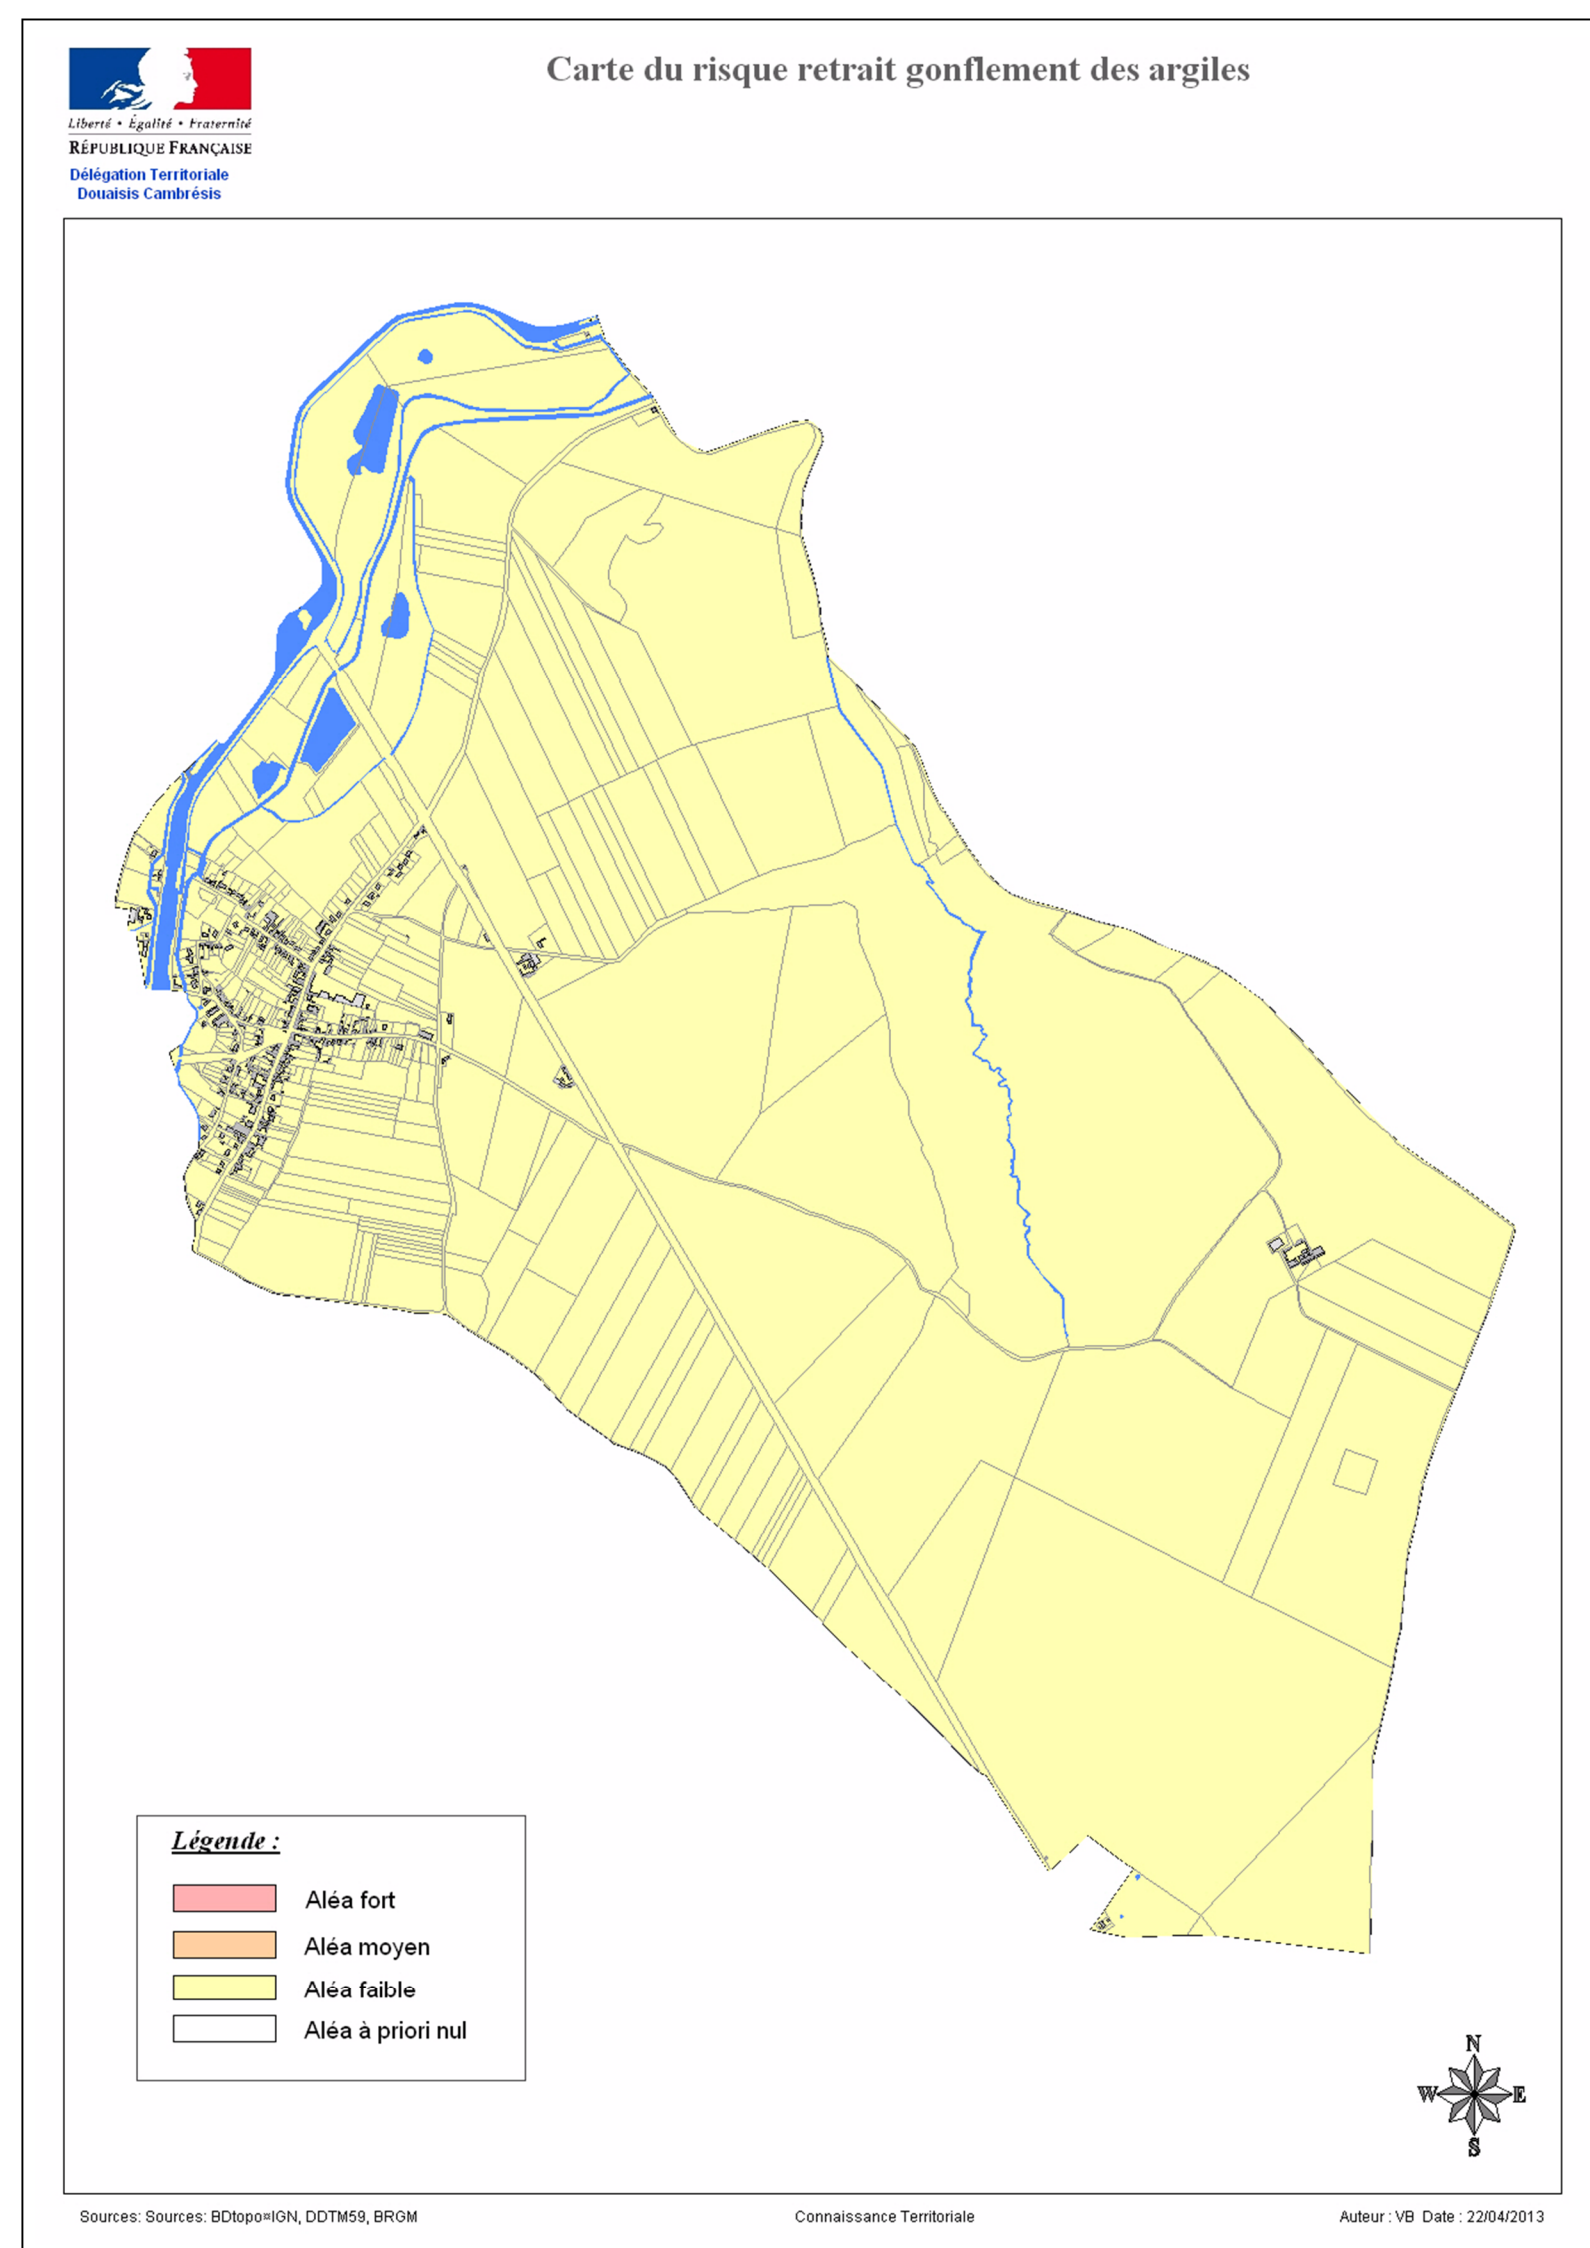 Carte du risque retrait gonflement des argiles
Liberté • Égalité • Fraternité
RÉPUBLIQUE FRANÇAISE
Délégation Territoriale
Douaisis Cambrésis
Légende :
Aléa fort
Aléa moyen
Aléa faible
Aléa à priori nul
N
W
E
S
Sources: Sources: BDtopo¤IGN, DDTM59, BRGM
Connaissance Territoriale
Auteur : VB Date : 22/04/2013